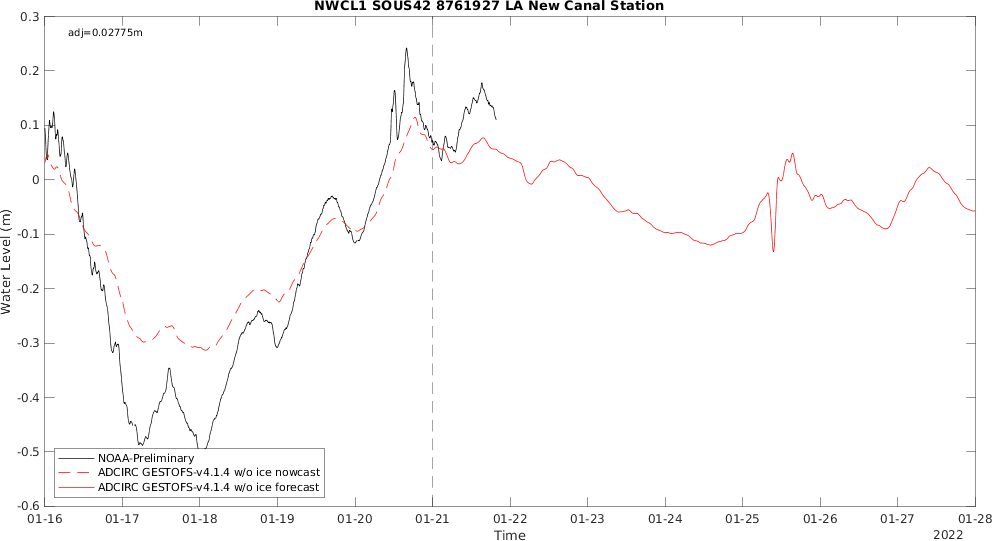 NWCL1 SOUS42 8761927 LA New Canal Station
adj=0.02775m
0.3
0.2
0.1
0
-0.1
-0.2
-0.3
-0.4
-0.5
-0.6
Water Level (m)
NOAA-Preliminary
ADCIRC GESTOFS-v4.1.4 w/o ice nowcast
ADCIRC GESTOFS-v4.1.4 w/o ice forecast
01-16 01-17 01-18 01-19 01-20 01-21 01-22 01-23 01-24 01-25 01-26 01-27 01-28
Time
2022